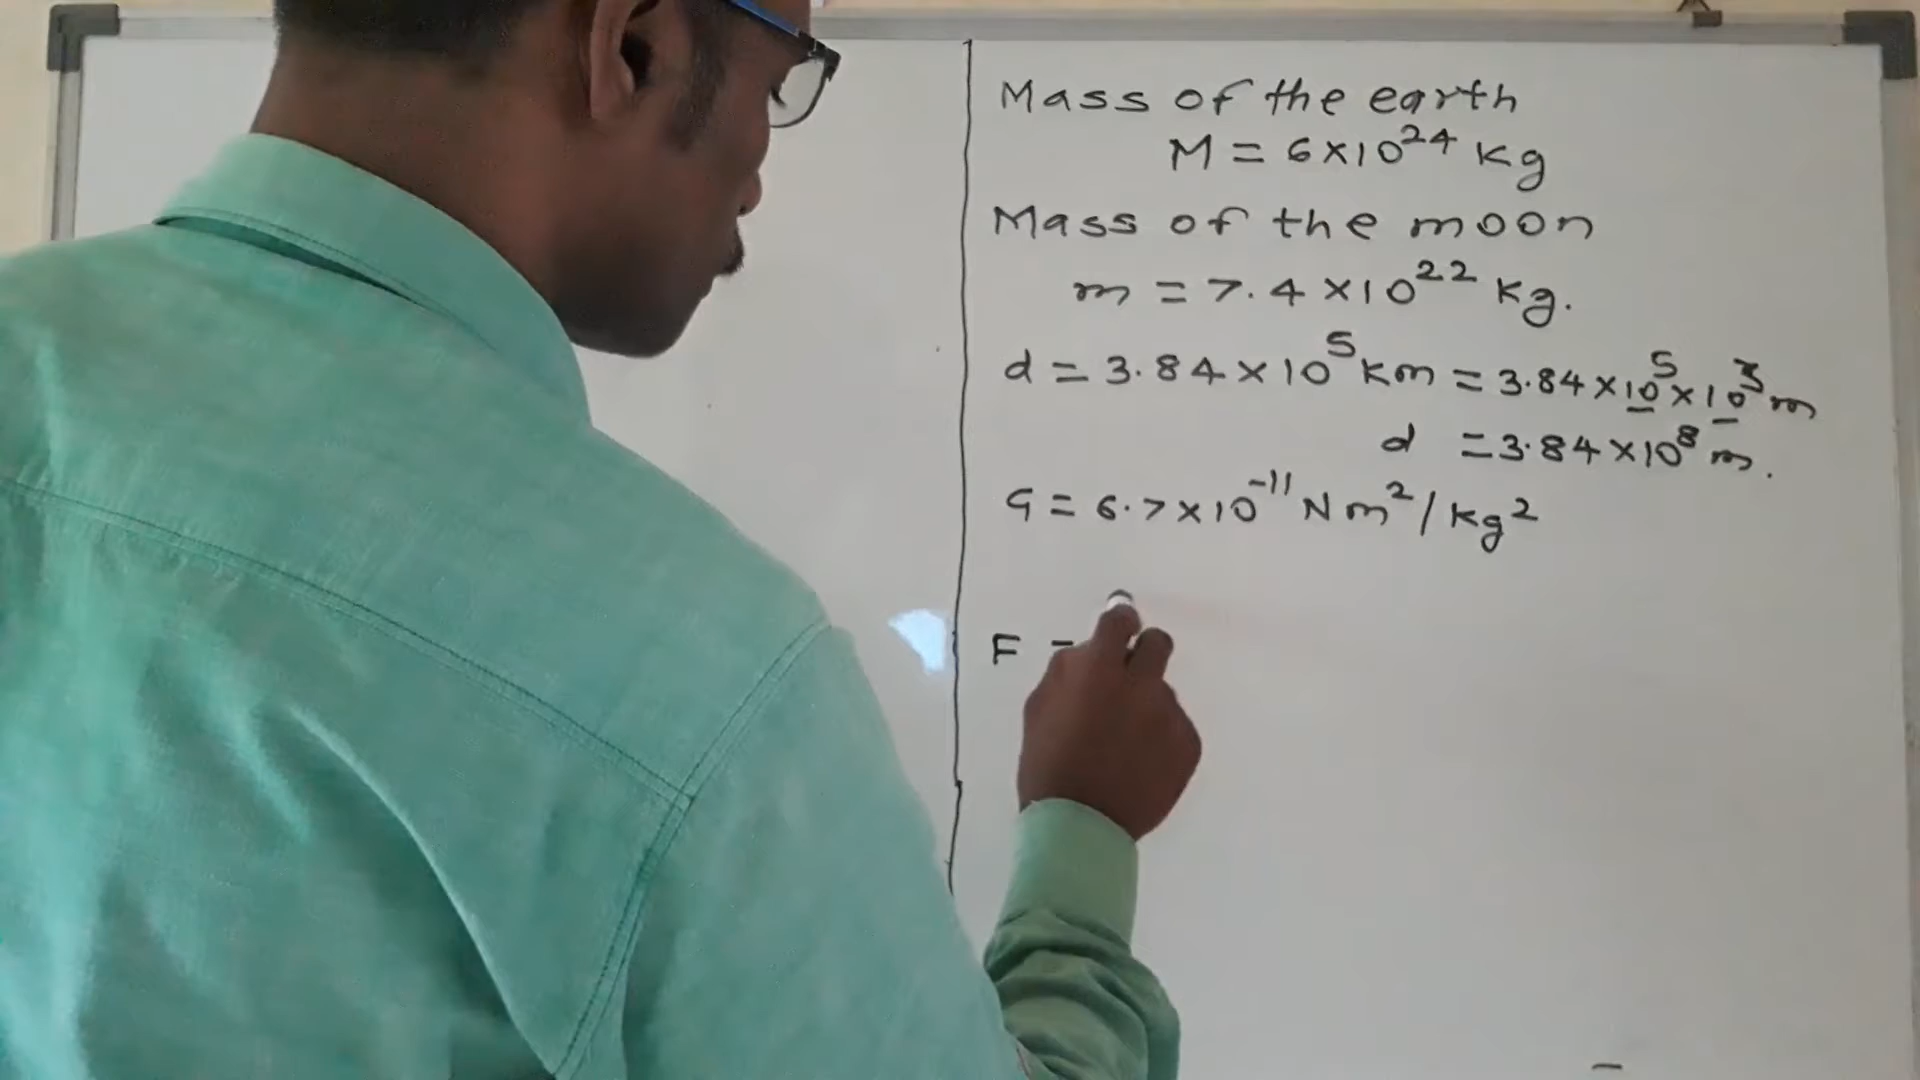 Mass of the earth
M = 6×10²⁴ kg
Mass of the moon
m = 7.4×10²² kg.
d = 3.84×10⁵ km = 3.84×10⁵×10³ m
d = 3.84×10⁸ m.
G = 6.7×10⁻¹¹ N m²/kg²
F =